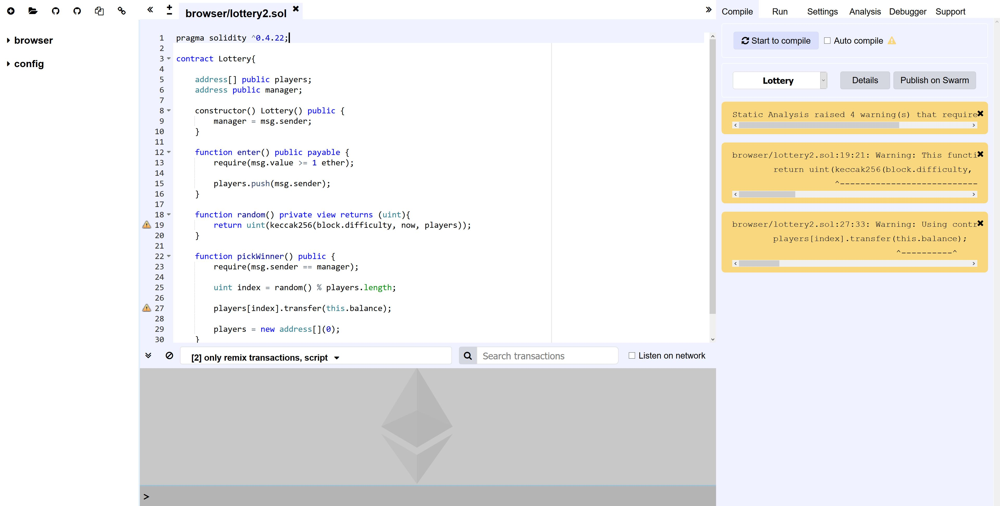 browser/lottery2.sol
Compile Run Settings Analysis Debugger Support
browser
config
1 pragma solidity ^0.4.22;
2
3 contract Lottery{
4
5 address[] public players;
6 address public manager;
7
8 constructor() Lottery() public {
9 manager = msg.sender;
10 }
11
12 function enter() public payable {
13 require(msg.value >= 1 ether);
14
15 players.push(msg.sender);
16 }
17
18 function random() private view returns (uint){
19 return uint(keccak256(block.difficulty, now, players));
20 }
21
22 function pickWinner() public {
23 require(msg.sender == manager);
24
25 uint index = random() % players.length;
26
27 players[index].transfer(this.balance);
28
29 players = new address[](0);
30 }
[2] only remix transactions, script
Search transactions
Listen on network
>
Start to compile
Auto compile
Lottery
Details
Publish on Swarm
Static Analysis raised 4 warning(s) that require
browser/lottery2.sol:19:21: Warning: This functi
return uint(keccak256(block.difficulty,
^---------------------------
browser/lottery2.sol:27:33: Warning: Using contr
players[index].transfer(this.balance);
^----------^